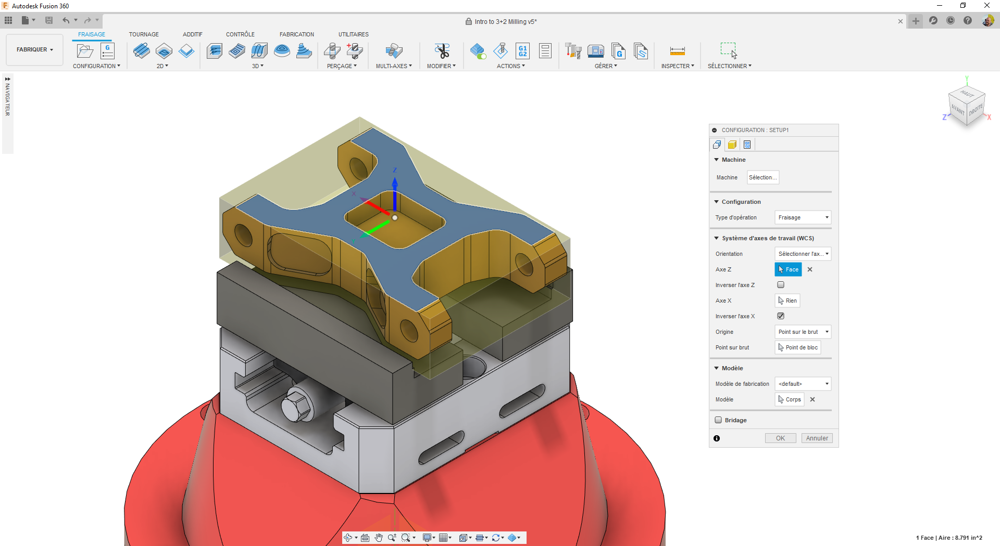 Autodesk Fusion 360
Intro to 3+2 Milling v5*
FABRIQUER
FRAISAGE
TOURNAGE
ADDITIF
CONTRÔLE
FABRICATION
UTILITAIRES
G
G1
G2
G
CONFIGURATION
2D
3D
PERÇAGE
MULTI-AXES
MODIFIER
ACTIONS
GÉRER
INSPECTER
SÉLECTIONNER
NAVIGATEUR
Y
HAUT
AVANT
DROITE
Z
X
Z
X
Y
CONFIGURATION : SETUP1
G1
G2
Machine
Machine
Sélection...
Configuration
Type d'opération
Fraisage
Système d'axes de travail (WCS)
Orientation
Sélectionner l'ax...
Axe Z
Face
Inverser l'axe Z
Axe X
Rien
Inverser l'axe X
Origine
Point sur le brut
Point sur brut
Point de bloc
Modèle
Modèle de fabrication
<default>
Modèle
Corps
Bridage
OK
Annuler
1 Face | Aire : 8.791 in^2